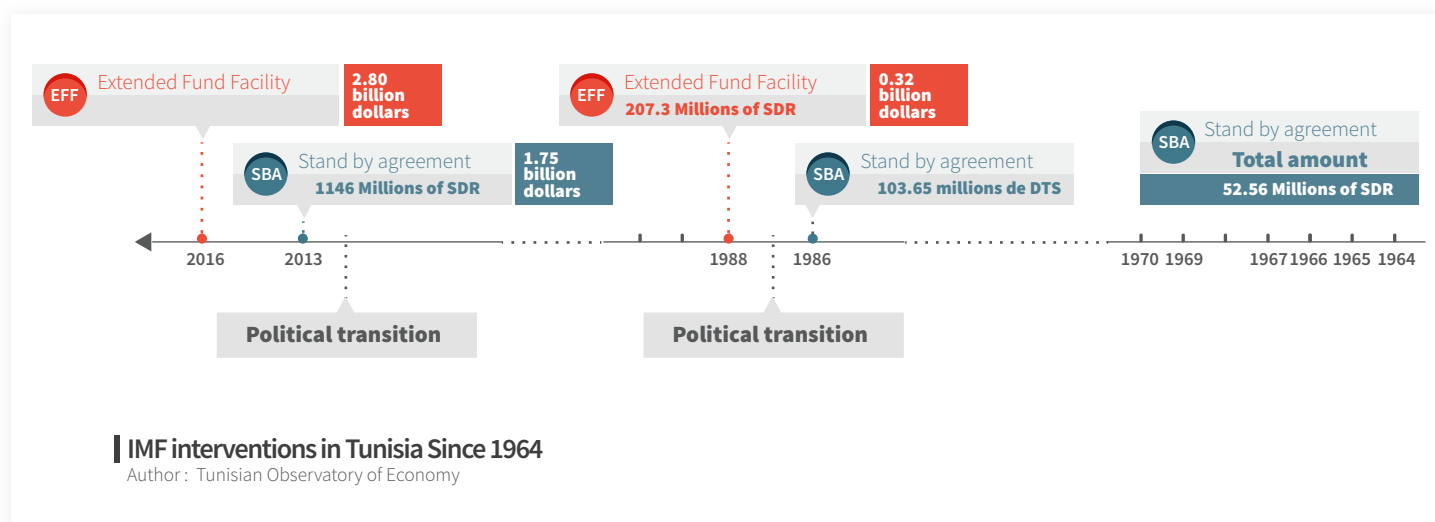 EFF
Extended Fund Facility
2.80
billion
dollars
EFF
Extended Fund Facility
207.3 Millions of SDR
0.32
billion
dollars
SBA
Stand by agreement
Total amount
52.56 Millions of SDR
SBA
Stand by agreement
1146 Millions of SDR
1.75
billion
dollars
SBA
Stand by agreement
103.65 millions de DTS
2016 2013 1988 1986 1970 1969 1967 1966 1965 1964
Political transition
Political transition
IMF interventions in Tunisia Since 1964
Author : Tunisian Observatory of Economy